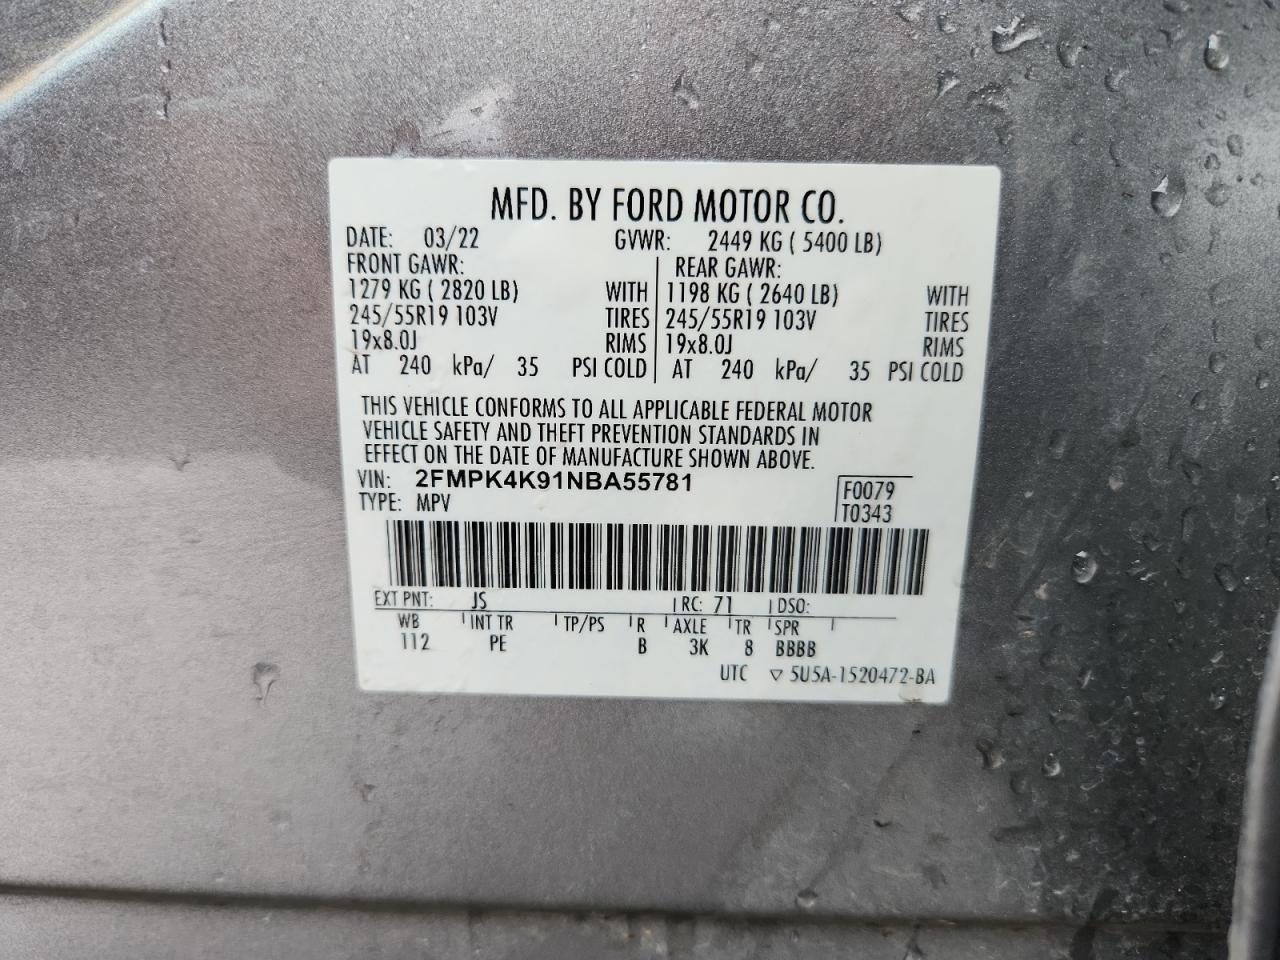 MFD. BY FORD MOTOR CO.
DATE: 03/22 GVWR: 2449 KG ( 5400 LB)
FRONT GAWR: REAR GAWR:
1279 KG ( 2820 LB) WITH 1198 KG ( 2640 LB) WITH
245/55R19 103V TIRES 245/55R19 103V TIRES
19x8.0J RIMS 19x8.0J RIMS
AT 240 kPa/ 35 PSI COLD AT 240 kPa/ 35 PSI COLD
THIS VEHICLE CONFORMS TO ALL APPLICABLE FEDERAL MOTOR
VEHICLE SAFETY AND THEFT PREVENTION STANDARDS IN
EFFECT ON THE DATE OF MANUFACTURE SHOWN ABOVE.
VIN: 2FMPK4K91NBA55781 F0079
TYPE: MPV T0343
EXT PNT: JS RC: 71 DSO:
WB INT TR TP/PS R AXLE TR SPR
112 PE B 3K 8 BBBB
UTC ▽ 5U5A-1520472-BA